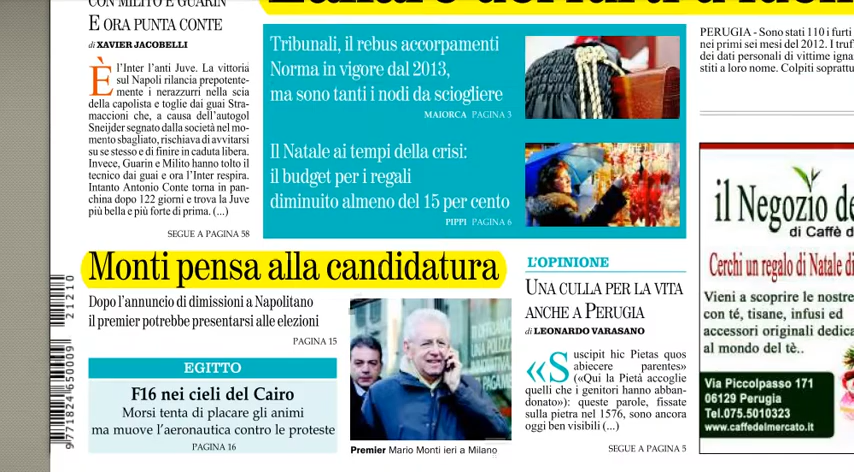 CON MILITO E GUARIN
E ORA PUNTA CONTE
di XAVIER JACOBELLI
È l'Inter l'anti Juve. La vittoria
sul Napoli rilancia prepotente-
mente i nerazzurri nella scia
della capolista e toglie dai guai Stra-
maccioni che, a causa dell'autogol
Sneijder segnato dalla società nel mo-
mento sbagliato, rischiava di avvitarsi
su se stesso e di finire in caduta libera.
Invece, Guarin e Milito hanno tolto il
tecnico dai guai e ora l'Inter respira.
Intanto Antonio Conte torna in pan-
china dopo 122 giorni e trova la Juve
più bella e più forte di prima. (...)
SEGUE A PAGINA 58
Tribunali, il rebus accorpamenti
Norma in vigore dal 2013,
ma sono tanti i nodi da sciogliere
MAIORCA PAGINA 3
Il Natale ai tempi della crisi:
il budget per i regali
diminuito almeno del 15 per cento
PIPPI PAGINA 6
PERUGIA - Sono stati 110 i furti
nei primi sei mesi del 2012. I truf
dei dati personali di vittime igna
stiti a loro nome. Colpiti soprattu
Monti pensa alla candidatura
Dopo l'annuncio di dimissioni a Napolitano
il premier potrebbe presentarsi alle elezioni
PAGINA 15
EGITTO
F16 nei cieli del Cairo
Morsi tenta di placare gli animi
ma muove l'aeronautica contro le proteste
PAGINA 16
Premier Mario Monti ieri a Milano
L'OPINIONE
UNA CULLA PER LA VITA
ANCHE A PERUGIA
di LEONARDO VARASANO
«Suscipit hic Pietas quos
abiecere parentes»
(«Qui la Pietà accoglie
quelli che i genitori hanno abban-
donato»): queste parole, fissate
sulla pietra nel 1576, sono ancora
oggi ben visibili (...)
SEGUE A PAGINA 5
il Negozio de
di Caffè d
Cerchi un regalo di Natale di
Vieni a scoprire le nostre
con té, tisane, infusi ed
accessori originali dedica
al mondo del tè..
Via Piccolpasso 171
06129 Perugia
Tel.075.5010323
www.caffedelmercato.it
21210
9771824650009